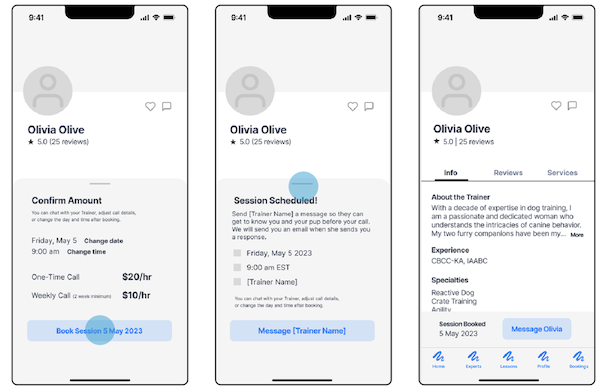 9:41
Olivia Olive
★ 5.0 (25 reviews)
Confirm Amount
You can chat with your Trainer, adjust call details,
or change the day and time after booking.
Friday, May 5 Change date
9:00 am Change time
One-Time Call $20/hr
Weekly Call (2 week minimum) $10/hr
Book Session 5 May 2023
9:41
Olivia Olive
★ 5.0 (25 reviews)
Session Scheduled!
Send [Trainer Name] a message so they can
get to know you and your pup before your call.
We will send you an email when she sends you
a response.
Friday, May 5 2023
9:00 am EST
[Trainer Name]
You can chat with your Trainer, adjust call details,
or change the day and time after booking.
Message [Trainer Name]
9:41
Olivia Olive
★ 5.0 | 25 reviews
Info Reviews Services
About the Trainer
With a decade of expertise in dog training, I
am a passionate and dedicated woman who
understands the intricacies of canine behavior.
My two furry companions have been my... More
Experience
CBCC-KA, IAABC
Specialties
Reactive Dog
Crate Training
Agility
Session Booked
5 May 2023
Message Olivia
Home Experts Lessons Profile Bookings